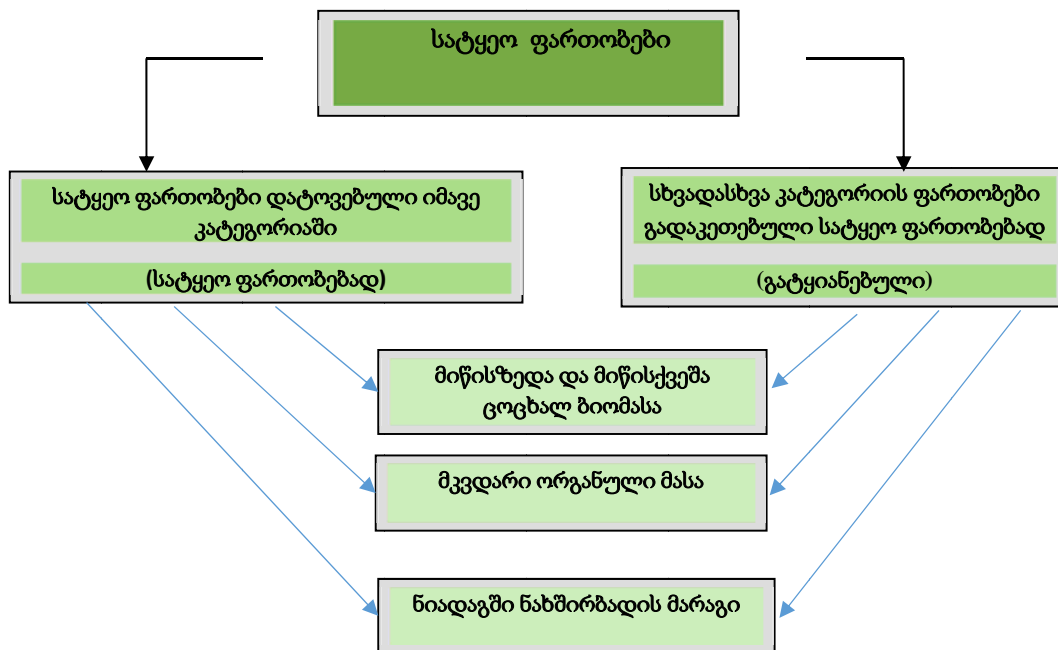 სატყეო ფართობები
სატყეო ფართობები დატოვებული იმავე
კატეგორიაში
(სატყეო ფართობებად)
სხვადასხვა კატეგორიის ფართობები
გადაკეთებული სატყეო ფართობებად
(გატყიანებული)
მიწისზედა და მიწისქვეშა
ცოცხალ ბიომასა
მკვდარი ორგანული მასა
ნიადაგში ნახშირბადის მარაგი